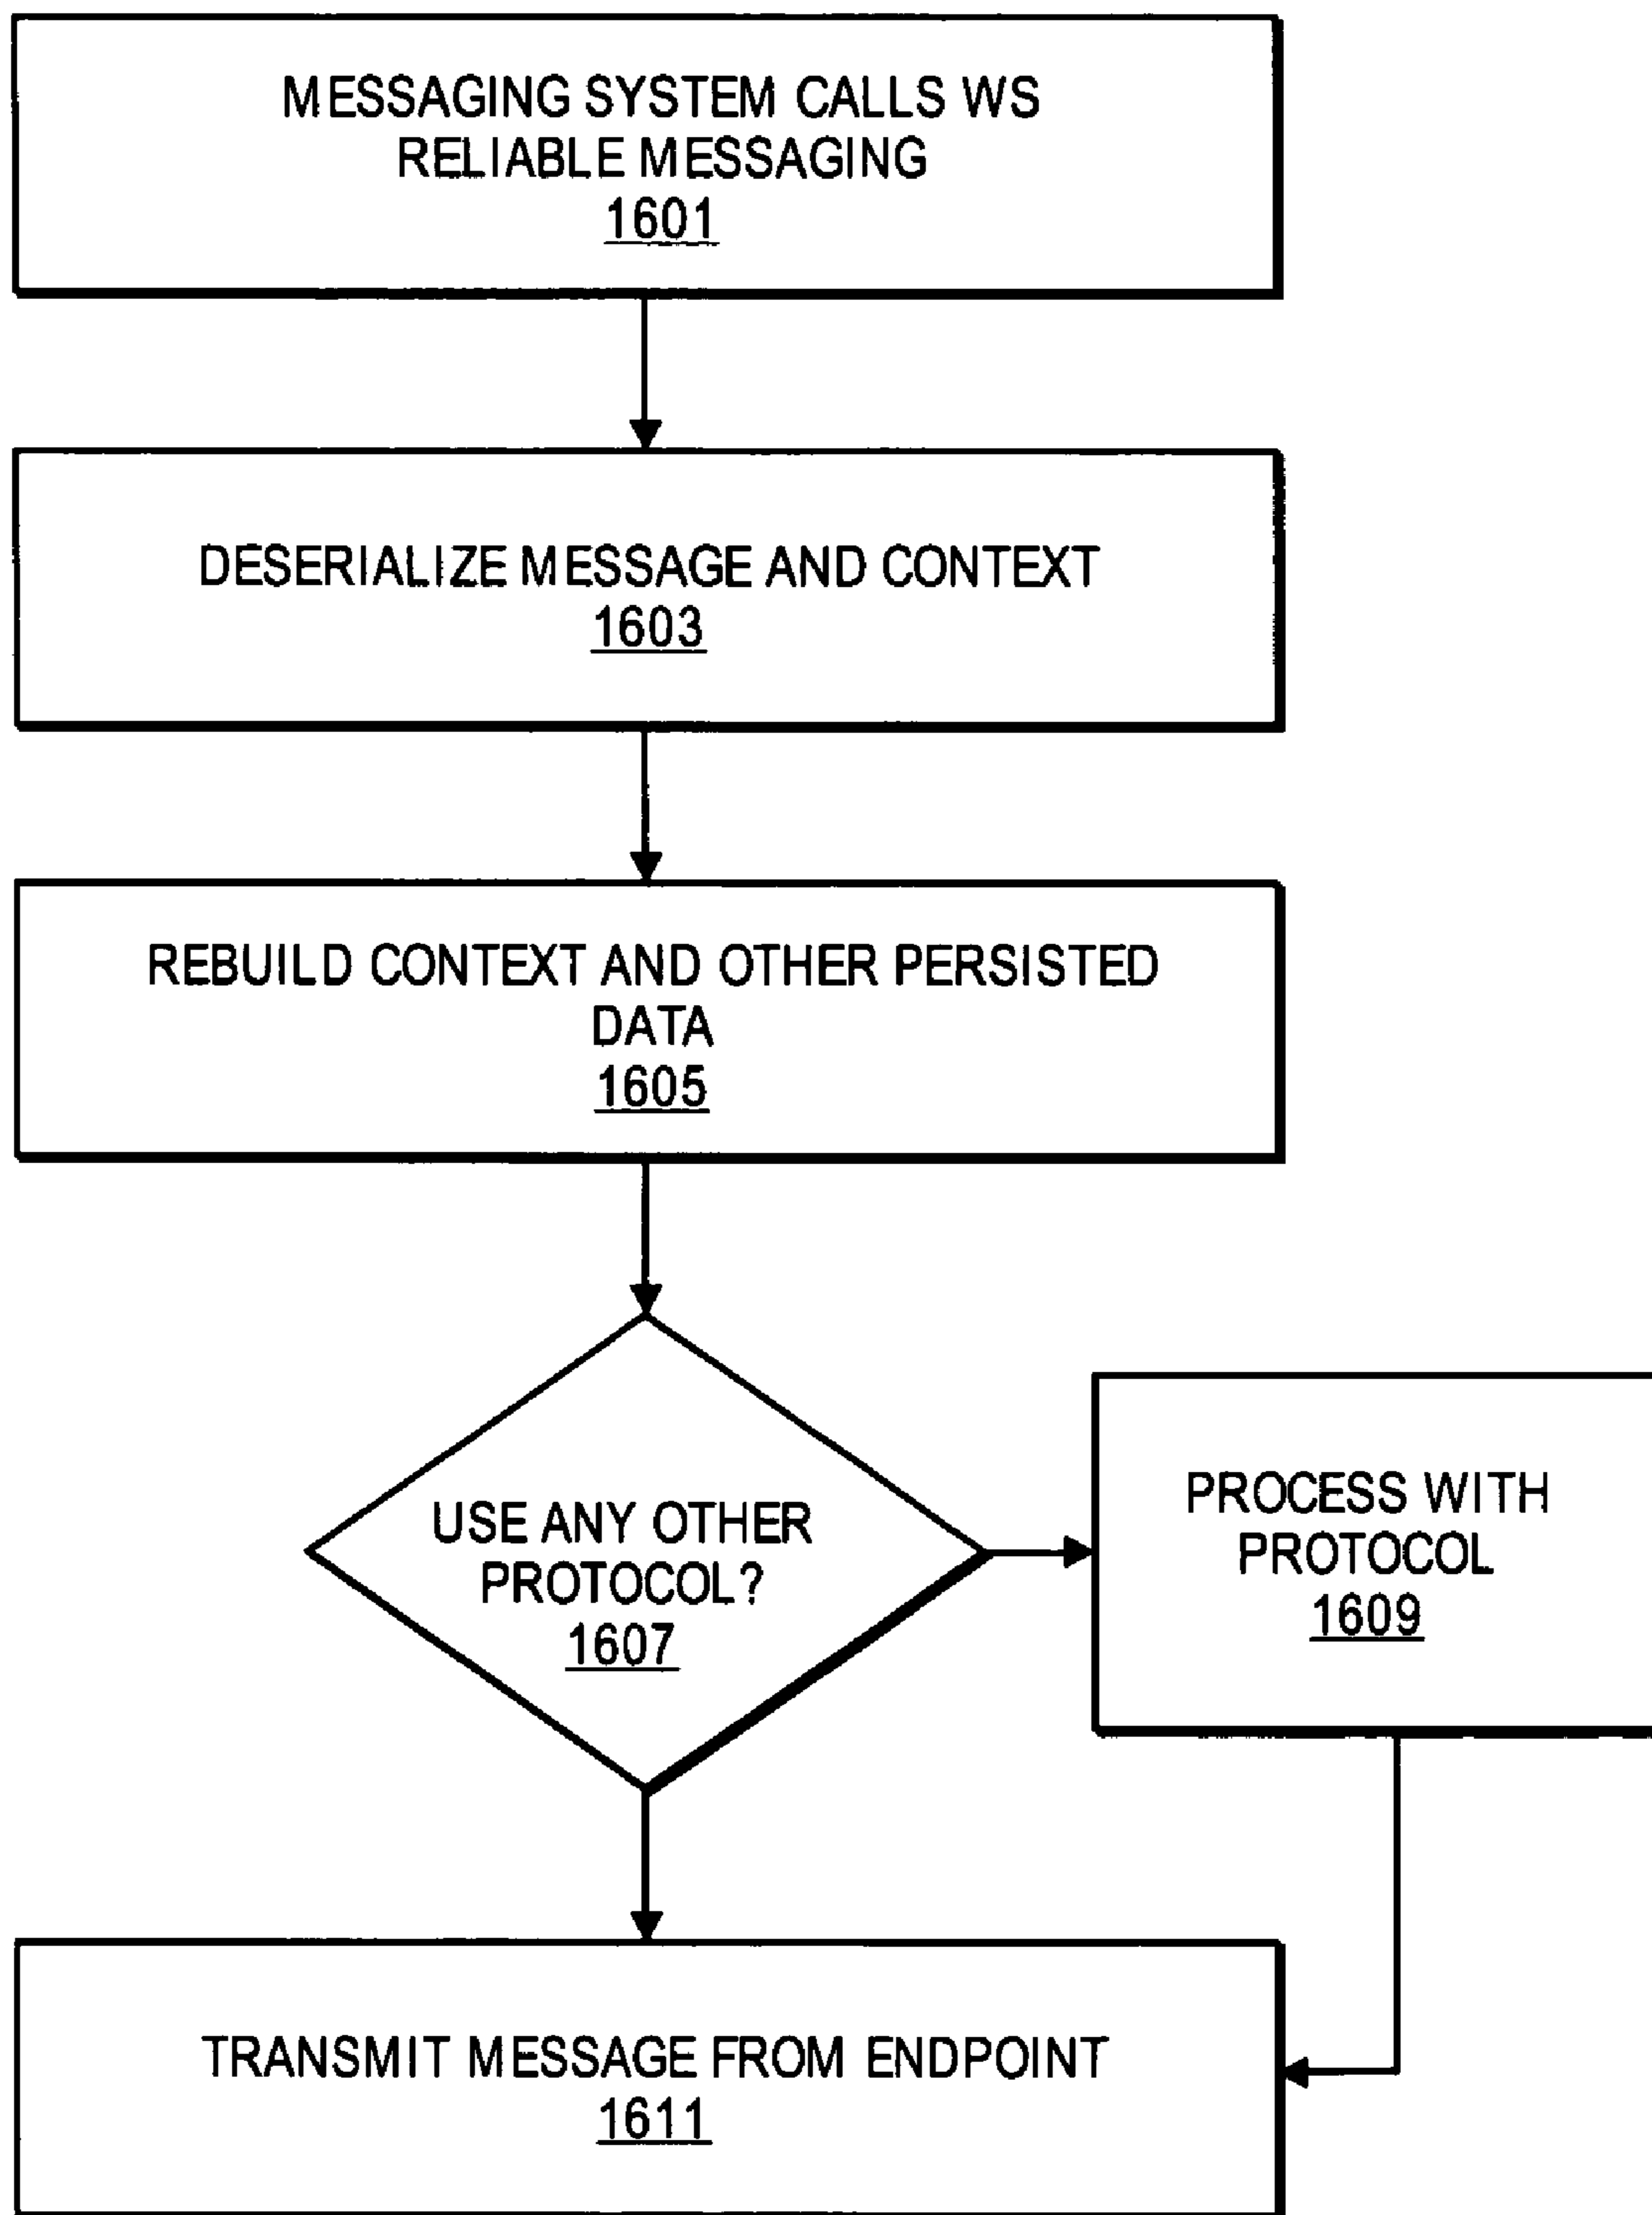 MESSAGING SYSTEM CALLS WS
RELIABLE MESSAGING
1601
DESERIALIZE MESSAGE AND CONTEXT
1603
REBUILD CONTEXT AND OTHER PERSISTED
DATA
1605
USE ANY OTHER
PROTOCOL?
1607
PROCESS WITH
PROTOCOL
1609
TRANSMIT MESSAGE FROM ENDPOINT
1611